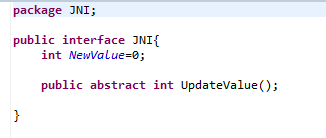 package JNI;
public interface JNI{
int NewValue=0;
public abstract int UpdateValue();
}